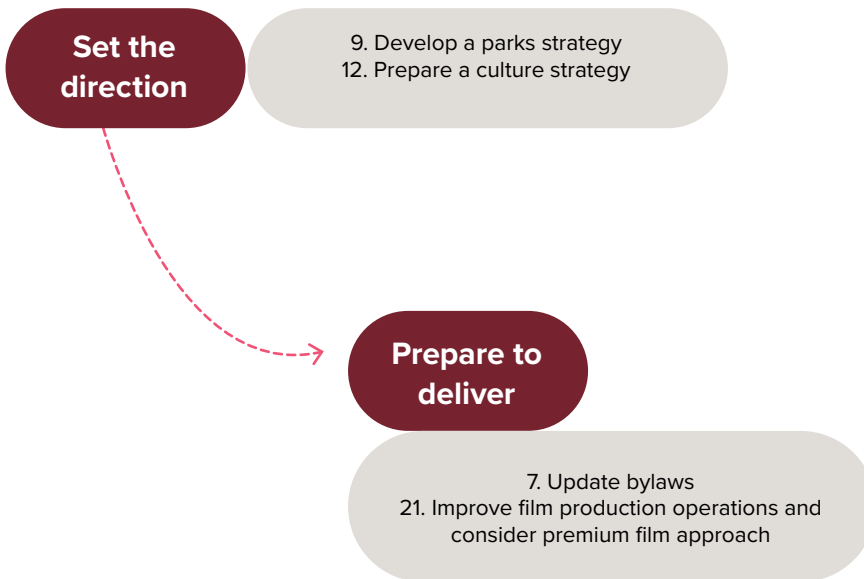 Set the
direction
9. Develop a parks strategy
12. Prepare a culture strategy
Prepare to
deliver
7. Update bylaws
21. Improve film production operations and
consider premium film approach